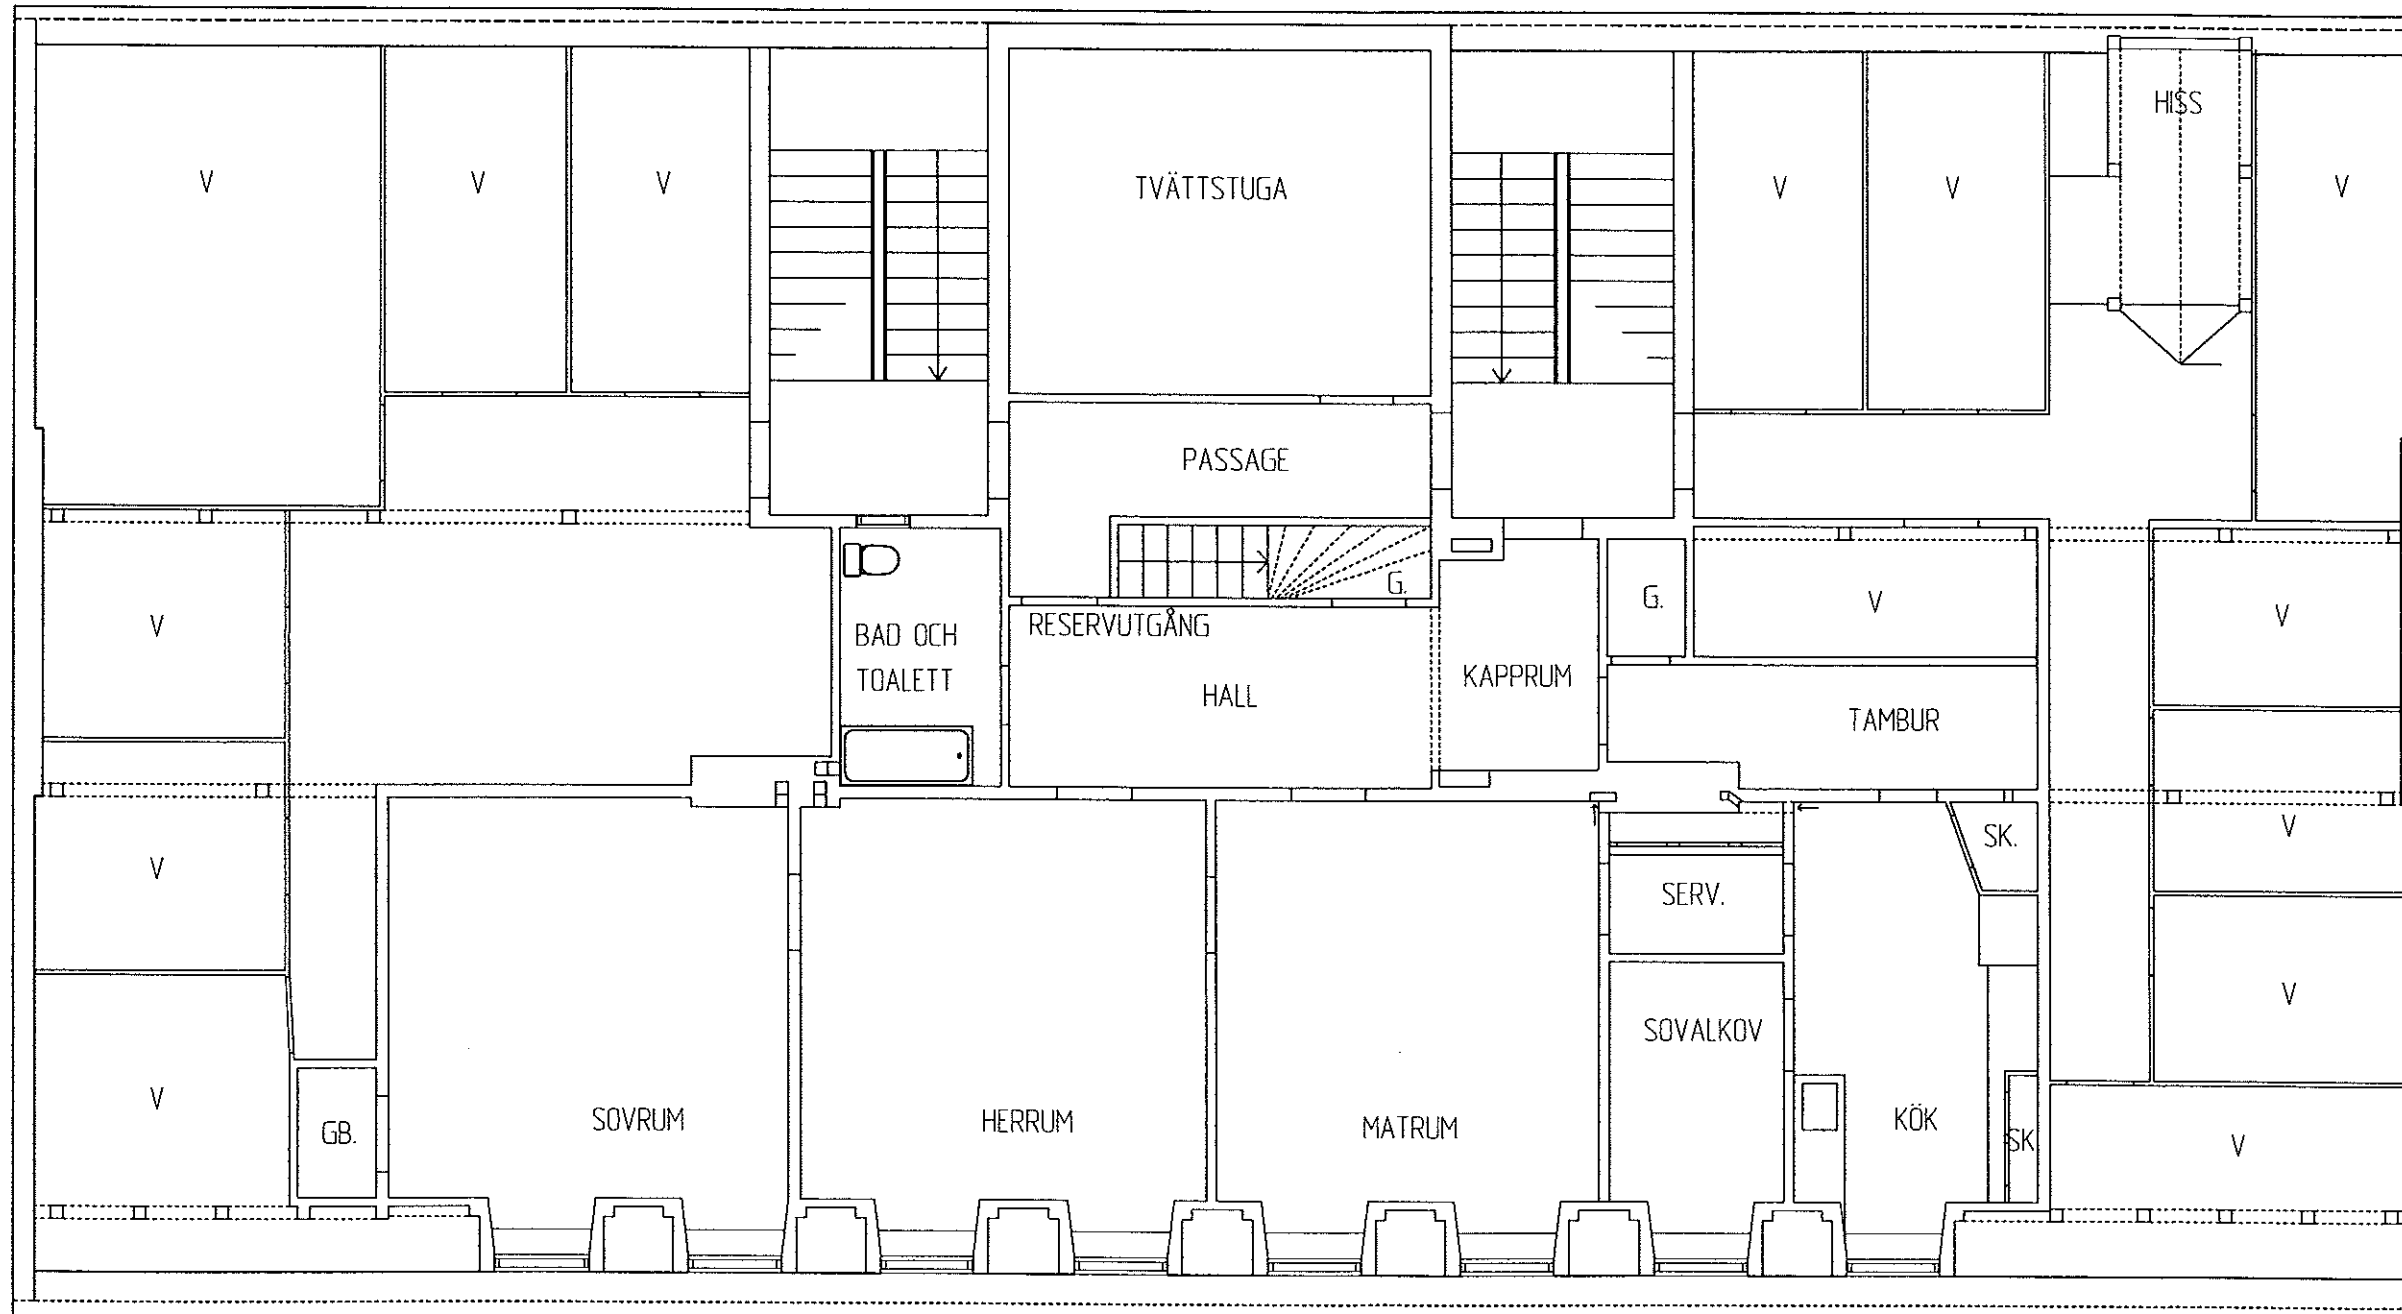 HISS
V
V
V
TVÄTTSTUGA
V
V
V
PASSAGE
G.
G.
V
V
V
RESERVUTGÅNG
BAD OCH
TOALETT
KAPPRUM
HALL
TAMBUR
V
SK.
V
SERV.
V
SOVALKOV
V
GB.
SOVRUM
HERRUM
MATRUM
KÖK
SK
V